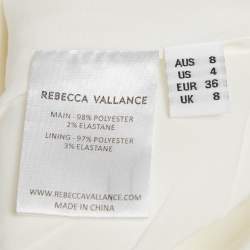 REBECCA VALLANCE
MAIN - 98% POLYESTER
2% ELASTANE
LINING - 97% POLYESTER
3% ELASTANE
WWW.REBECCAVALLANCE.COM
MADE IN CHINA
AUS 8
US 4
EUR 36
UK 8